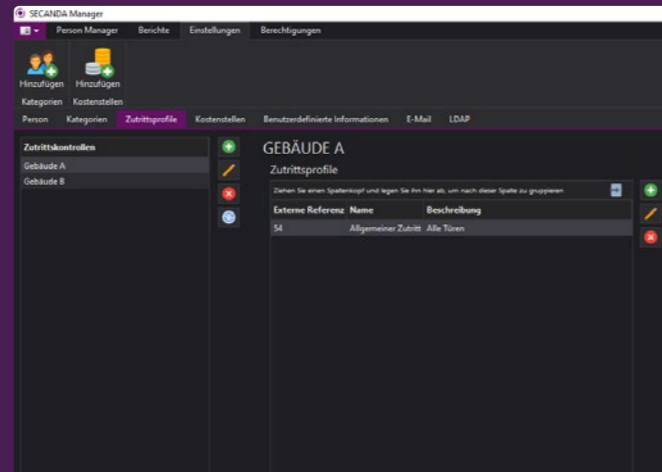 SECANDA Manager
Person Manager Berichte Einstellungen Berechtigungen
Hinzufügen Hinzufügen
Kategorien Kostenstellen
Person Kategorien Zutrittsprofile Kostenstellen Benutzerdefinierte Informationen E-Mail LDAP
Zutrittskontrollen
Gebäude A
Gebäude B
GEBÄUDE A
Zutrittsprofile
Ziehen Sie einen Spaltenkopf und legen Sie ihn hier ab, um nach dieser Spalte zu gruppieren
Externe Referenz Name Beschreibung
54 Allgemeiner Zutritt Alle Türen